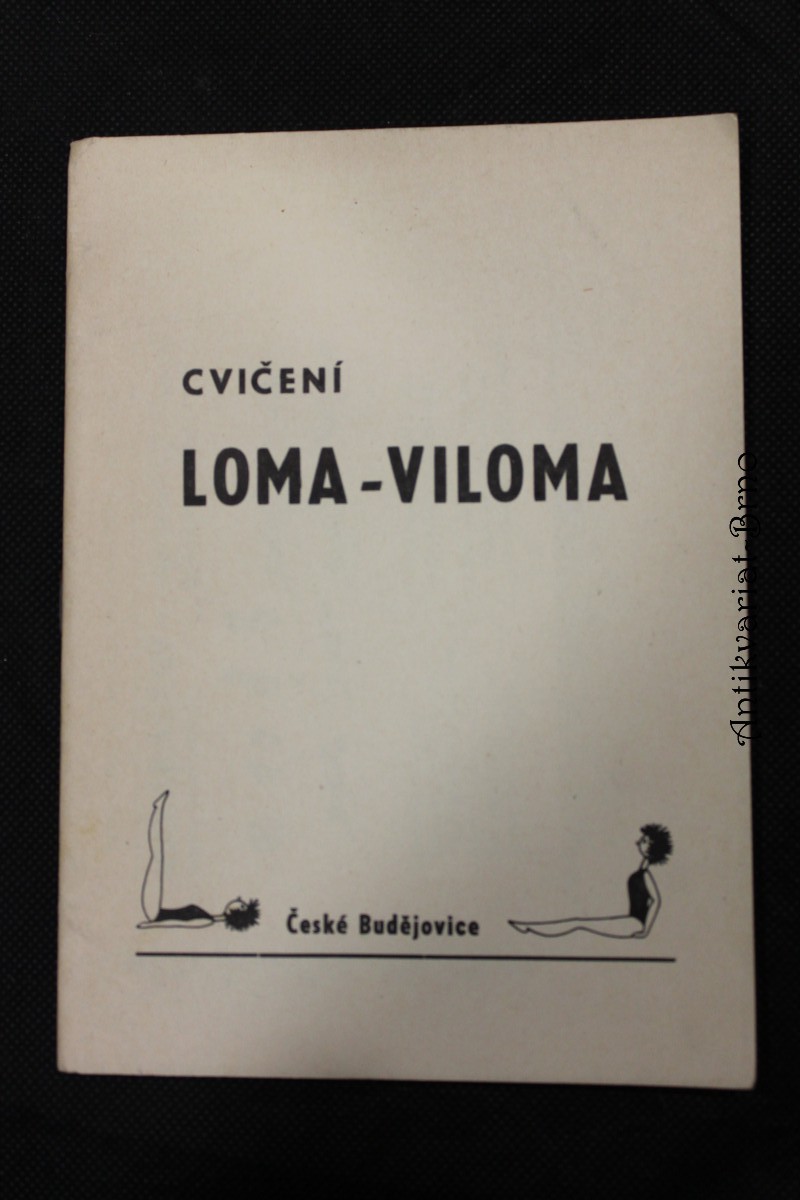 CVIČENÍ
LOMA-VILOMA
České Budějovice
Antikvariat-Brno